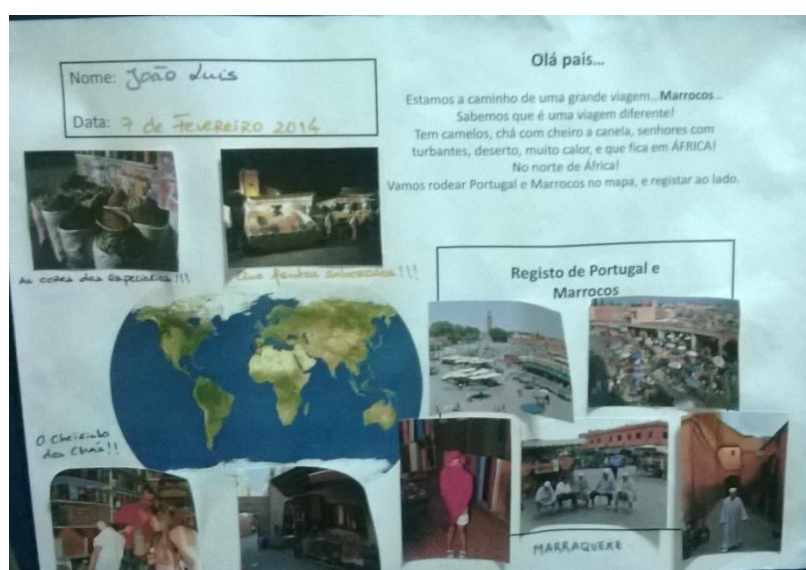 Nome: João Luis
Data: 7 de Fevereiro 2014
Olá pais...
Estamos a caminho de uma grande viagem...Marrocos...
Sabemos que é uma viagem diferente!
Tem camelos, chá com cheiro a canela, senhores com
turbantes, deserto, muito calor, e que fica em ÁFRICA!
No norte de África!
Vamos rodear Portugal e Marrocos no mapa, e registar ao lado.
As cores das especiarias!!!
Que frutas saborosas!!!
Registo de Portugal e
Marrocos
O Cheirinho
dos Chás!!
MARRAQUEXE